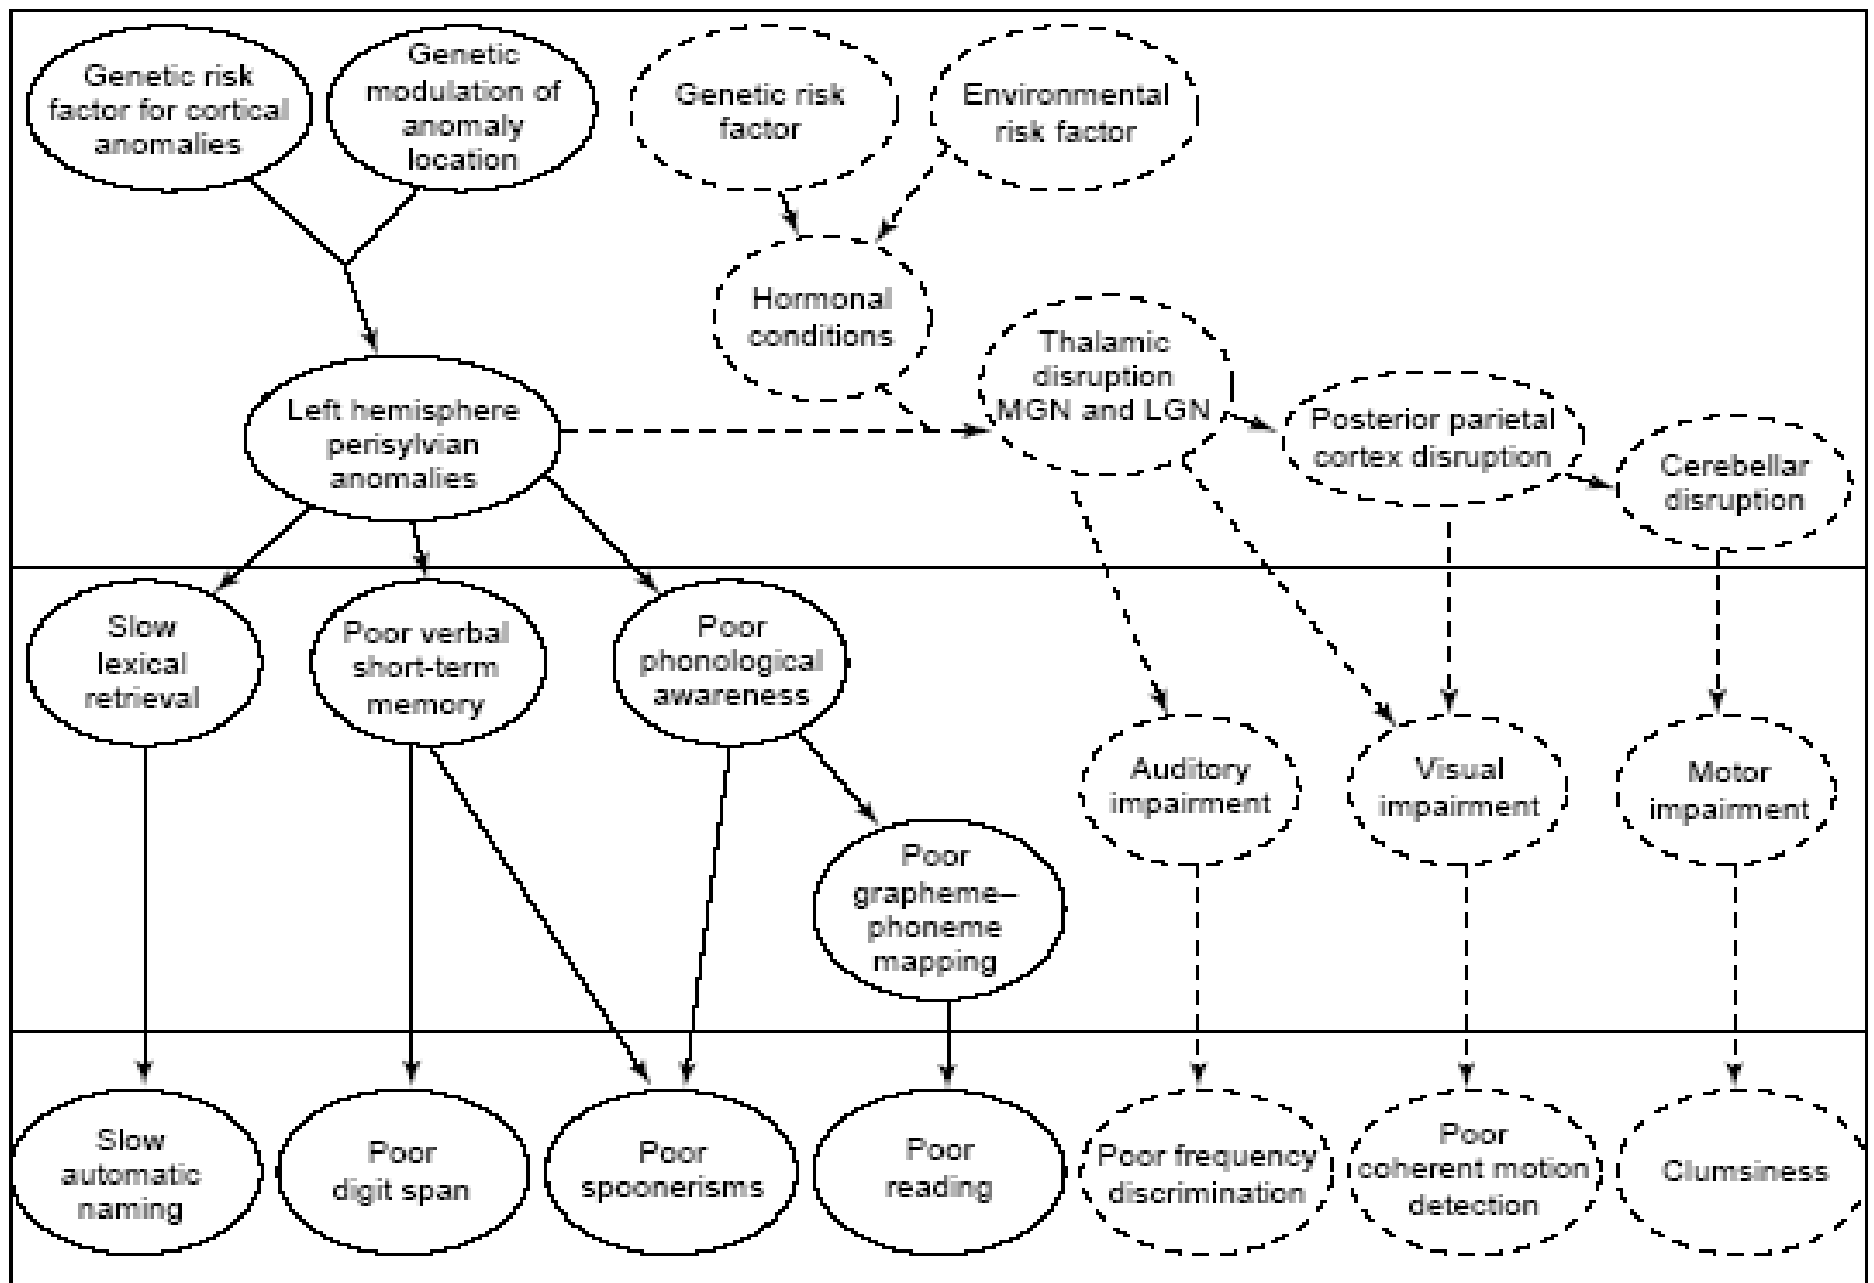 Genetic risk
factor for cortical
anomalies
Genetic
modulation of
anomaly
location
Genetic risk
factor
Environmental
risk factor
Hormonal
conditions
Thalamic
disruption
MGN and LGN
Left hemisphere
perisylvian
anomalies
Posterior parietal
cortex disruption
Cerebellar
disruption
Slow
lexical
retrieval
Poor verbal
short-term
memory
Poor
phonological
awareness
Auditory
impairment
Visual
impairment
Motor
impairment
Poor
grapheme–
phoneme
mapping
Slow
automatic
naming
Poor
digit span
Poor
spoonerisms
Poor
reading
Poor frequency
discrimination
Poor
coherent motion
detection
Clumsiness